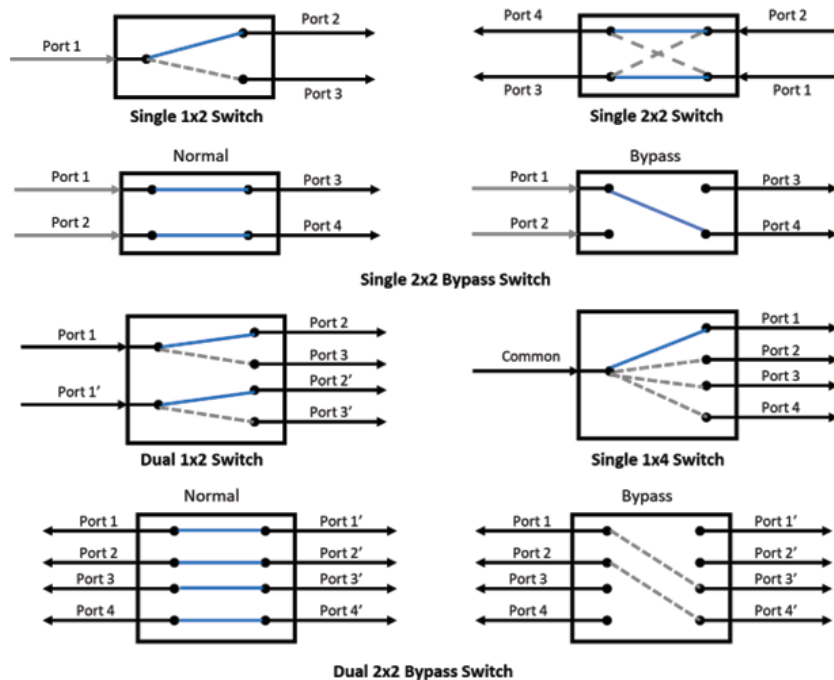 Port 1
Port 2
Port 3
Single 1x2 Switch
Port 4
Port 2
Port 3
Port 1
Single 2x2 Switch
Normal
Port 1
Port 3
Port 2
Port 4
Bypass
Port 1
Port 3
Port 2
Port 4
Single 2x2 Bypass Switch
Port 1
Port 2
Port 3
Port 1'
Port 2'
Port 3'
Dual 1x2 Switch
Common
Port 1
Port 2
Port 3
Port 4
Single 1x4 Switch
Normal
Port 1
Port 1'
Port 2
Port 2'
Port 3
Port 3'
Port 4
Port 4'
Bypass
Port 1
Port 1'
Port 2
Port 2'
Port 3
Port 3'
Port 4
Port 4'
Dual 2x2 Bypass Switch